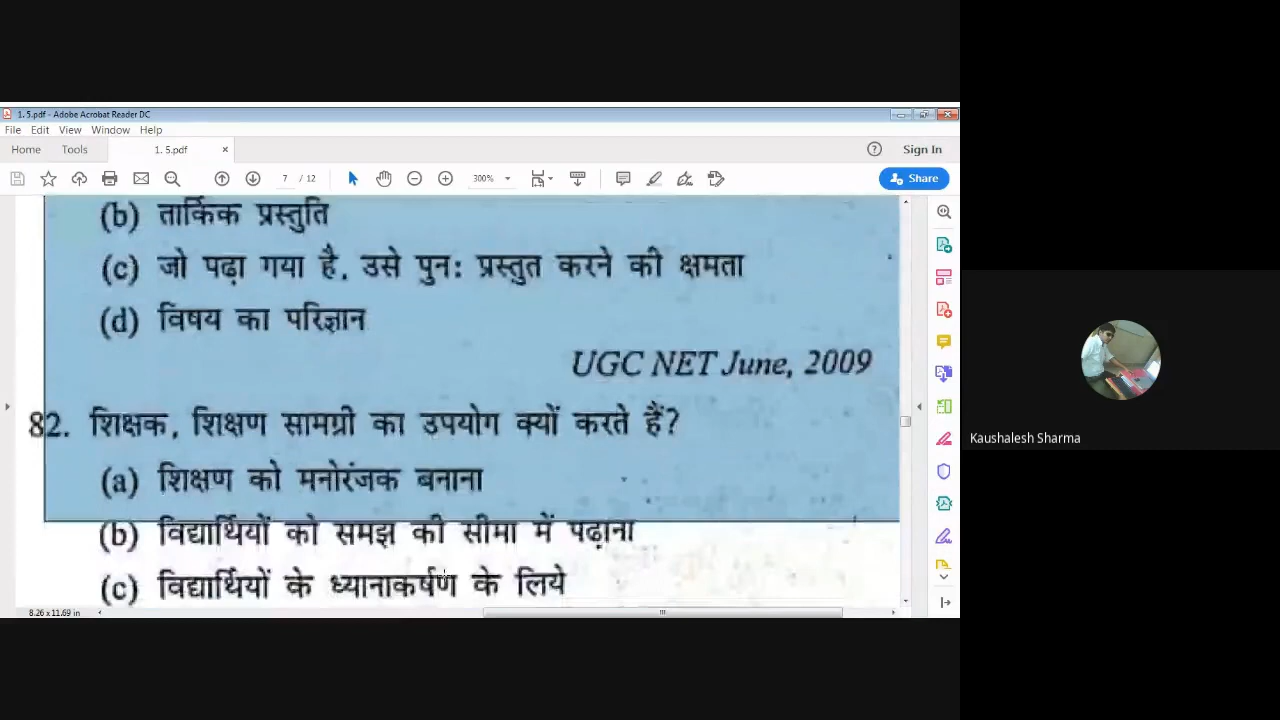 1. 5.pdf - Adobe Acrobat Reader DC
File Edit View Window Help
Home Tools 1. 5.pdf × Sign In
7 / 12 300% Share
(b) तार्किक प्रस्तुति
(c) जो पढ़ा गया है, उसे पुनः प्रस्तुत करने की क्षमता
(d) विषय का परिज्ञान
UGC NET June, 2009
82. शिक्षक, शिक्षण सामग्री का उपयोग क्यों करते हैं?
(a) शिक्षण को मनोरंजक बनाना
(b) विद्यार्थियों को समझ की सीमा में पढ़ाना
(c) विद्यार्थियों के ध्यानाकर्षण के लिये
8.26 x 11.69 in
Kaushalesh Sharma